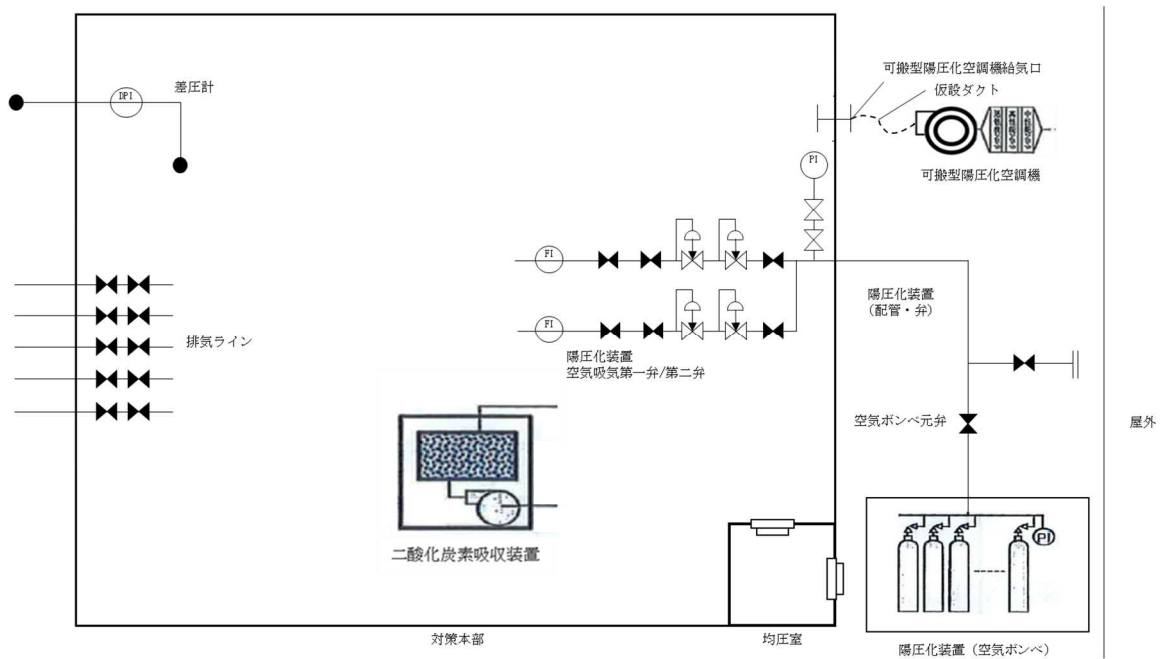 可搬型陽圧化空調機給気口
仮設ダクト
差圧計
DPI
PI
可搬型陽圧化空調機
FI
陽圧化装置
(配管・弁)
排気ライン
FI
陽圧化装置
空気吸気第一弁/第二弁
空気ボンベ元弁
屋外
PI
二酸化炭素吸収装置
対策本部
均圧室
陽圧化装置(空気ボンベ)